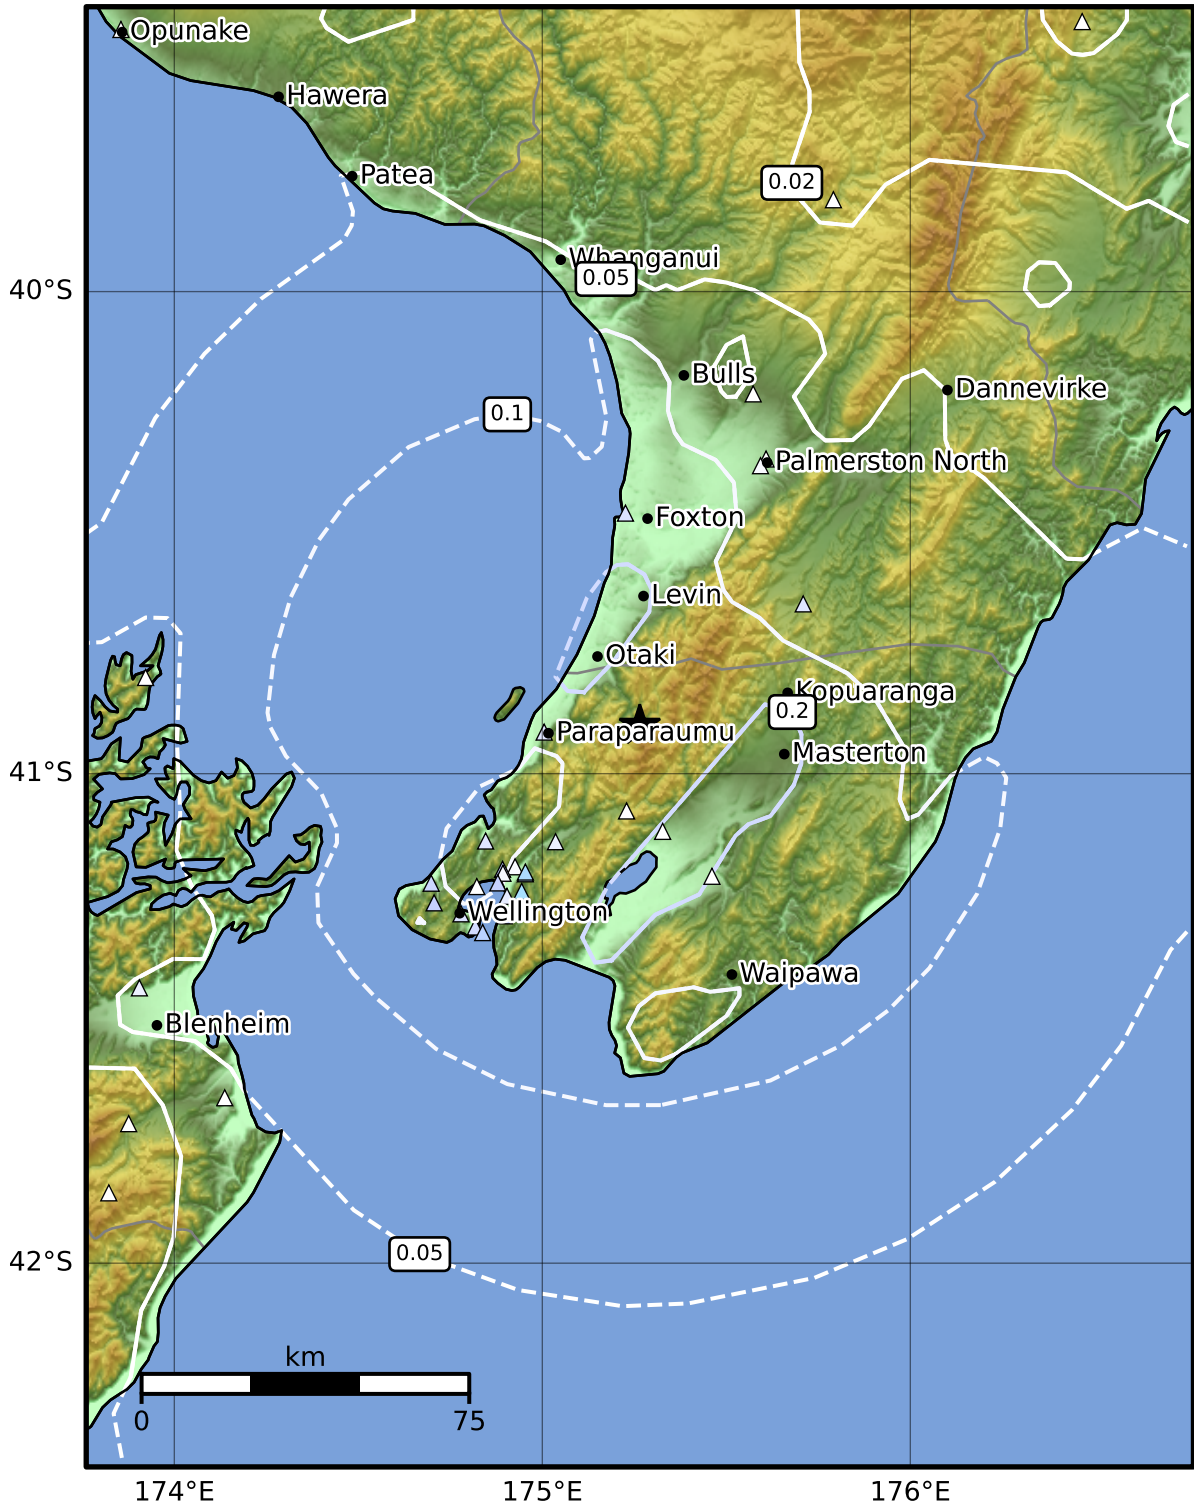 Opunake
Hawera
Patea
0.02
Whanganui
0.05
40°S
Bulls
Dannevirke
0.1
Palmerston North
Foxton
Levin
Otaki
Kopuaranga
0.2
Paraparaumu
Masterton
41°S
Wellington
Waipawa
Blenheim
0.05
42°S
km
0 75
174°E 175°E 176°E